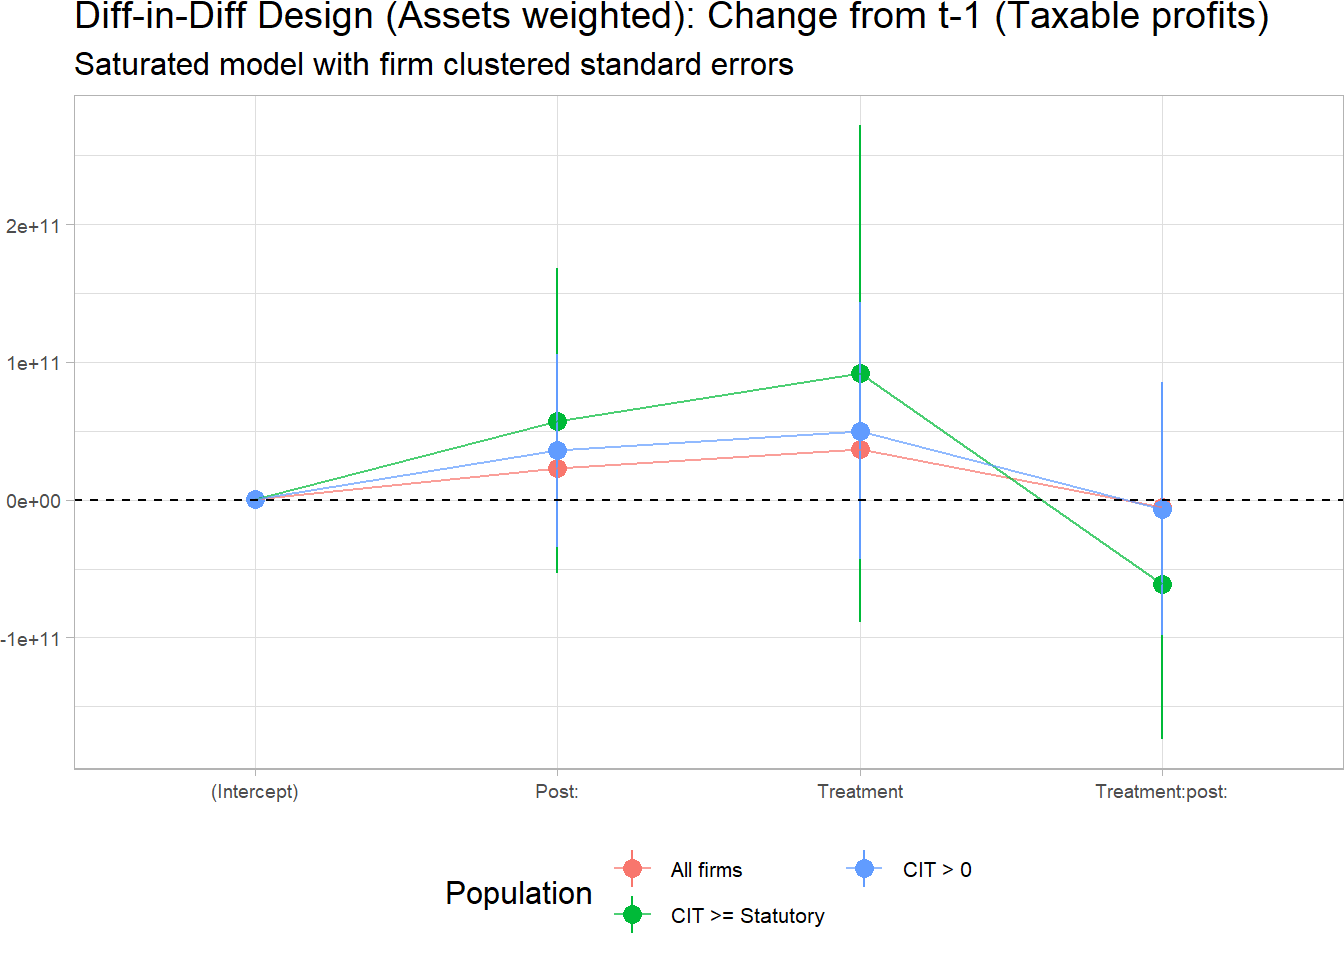 Diff-in-Diff Design (Assets weighted): Change from t-1 (Taxable profits)
Saturated model with firm clustered standard errors
2e+11
1e+11
0e+00
-1e+11
(Intercept)
Post:
Treatment
Treatment:post:
Population
All firms
CIT > 0
CIT >= Statutory